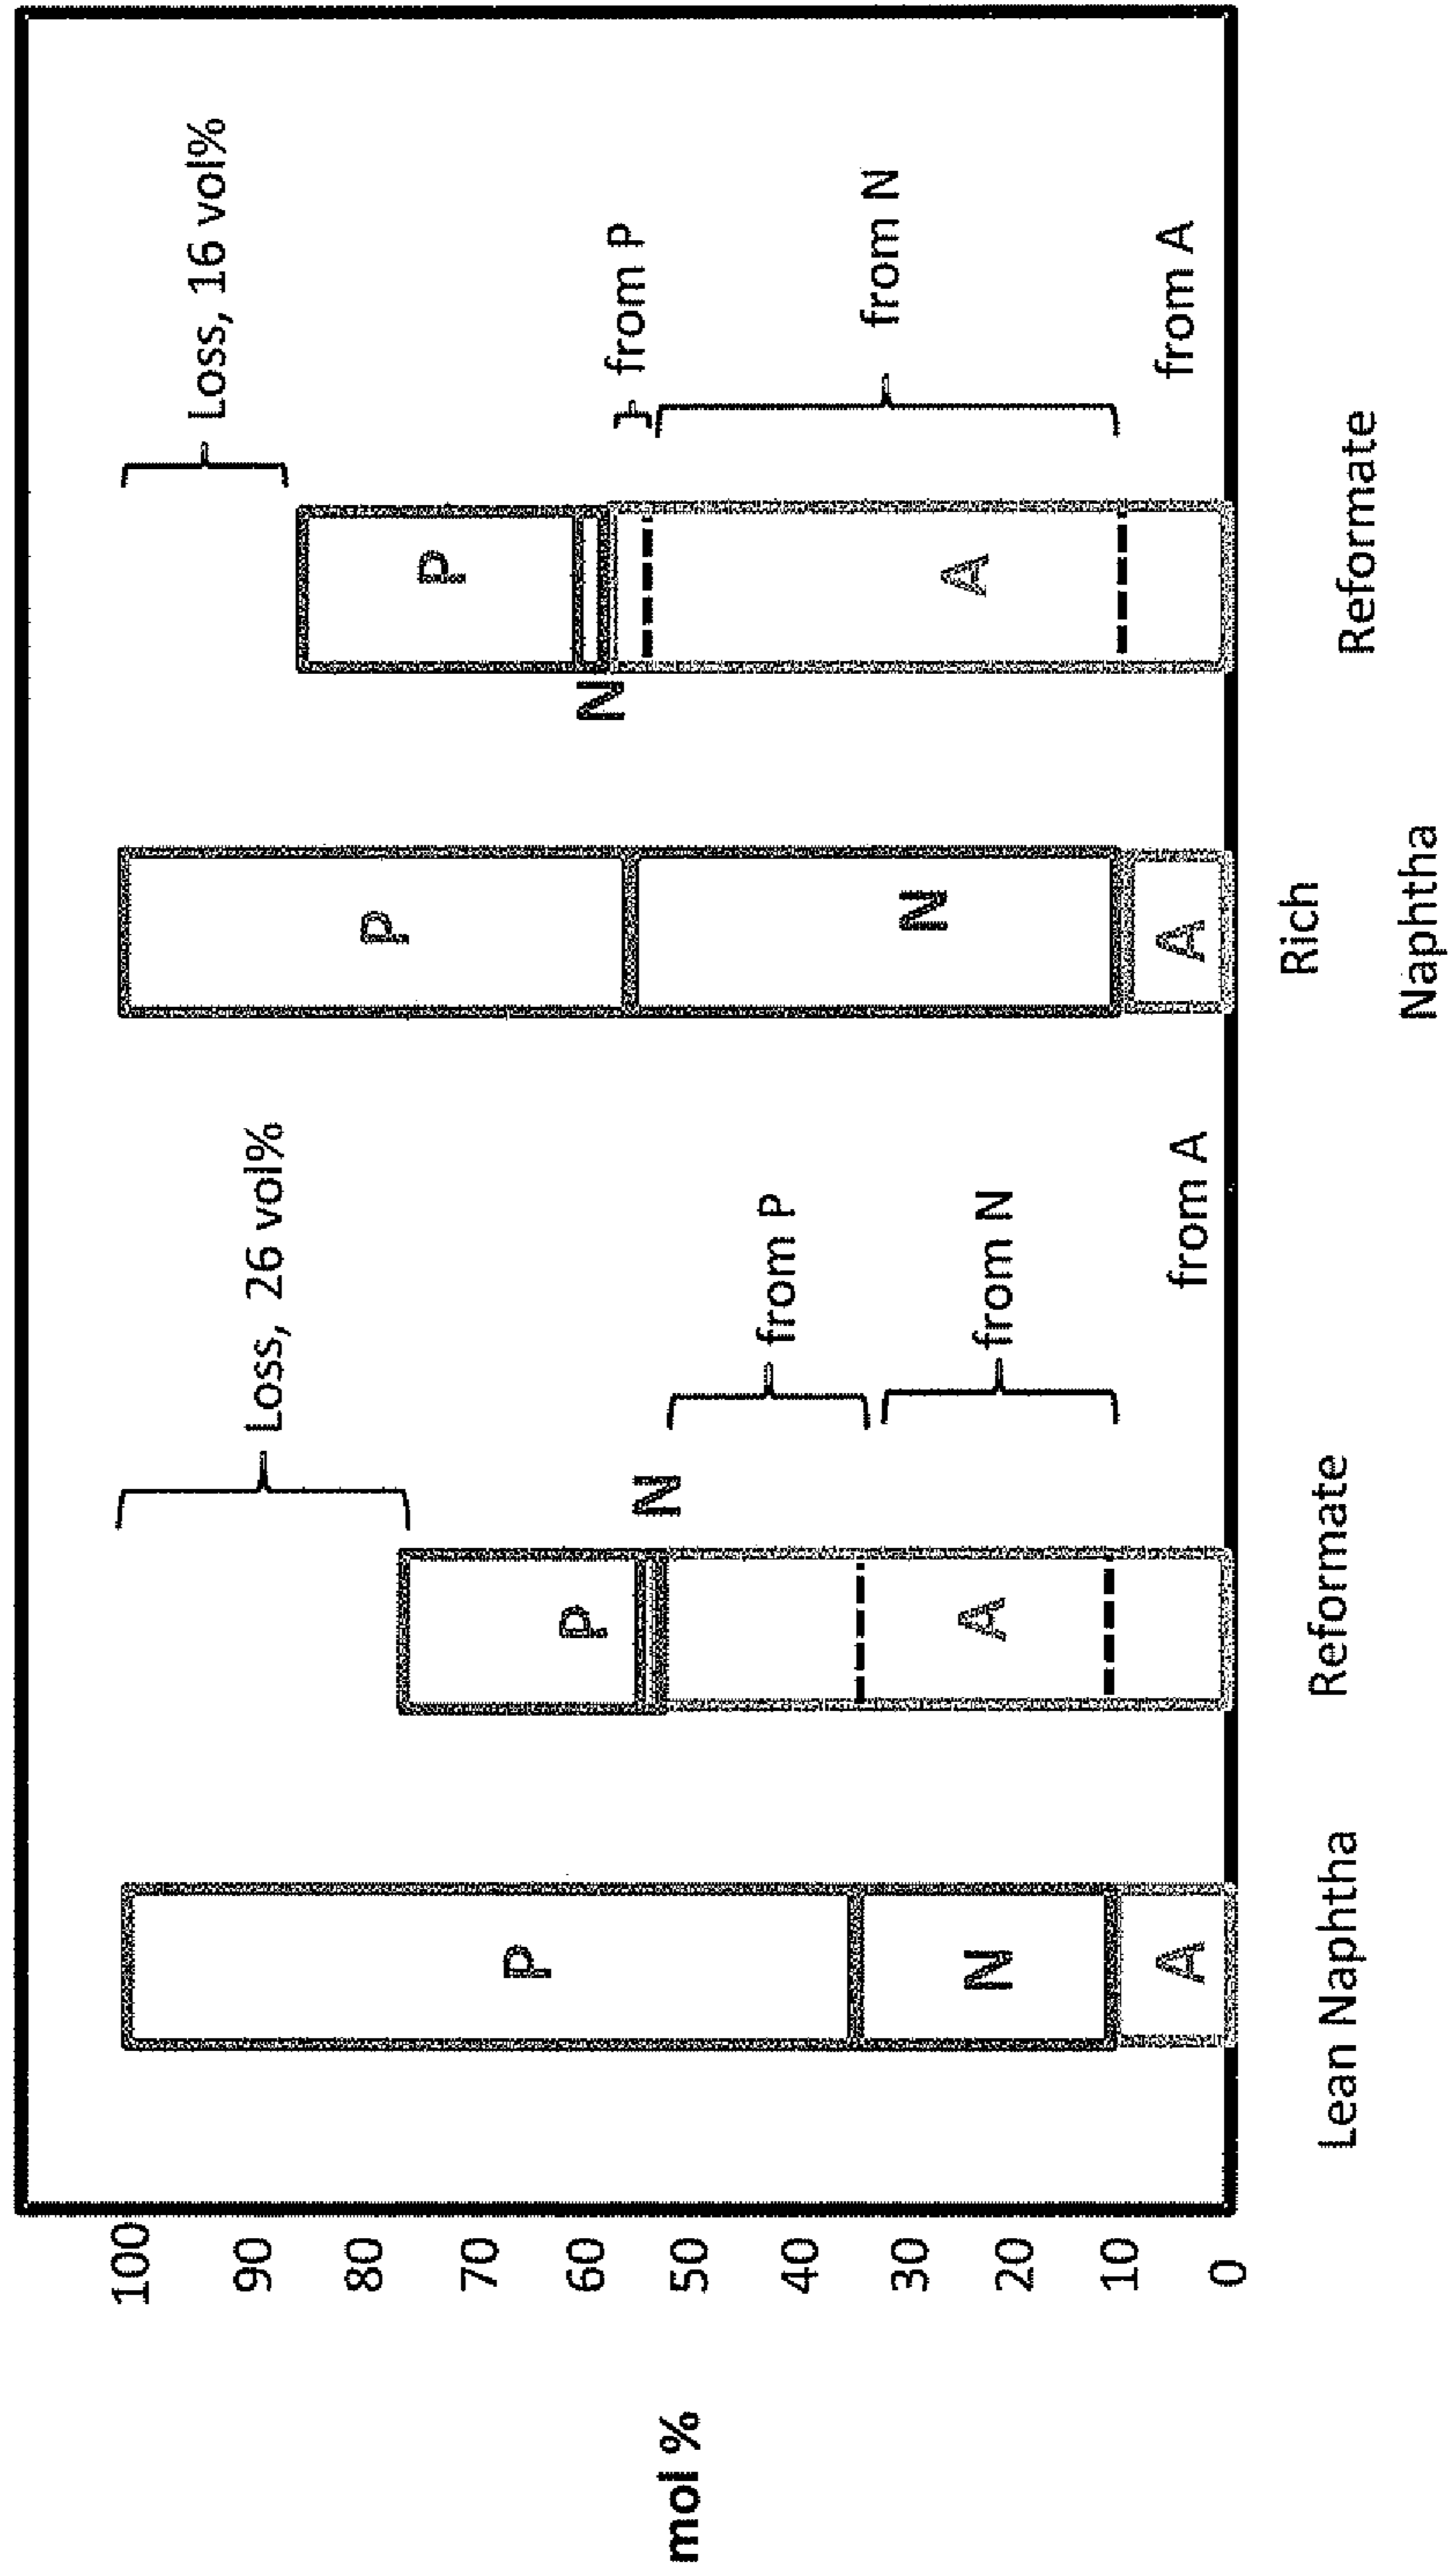 mol %
100
90
80
70
60
50
40
30
20
10
0
P
N
A
Lean Naphtha
Loss, 26 vol%
P
N
A
from P
from N
from A
Reformate
P
N
A
Rich
Naphtha
Loss, 16 vol%
P
N
A
from P
from N
from A
Reformate